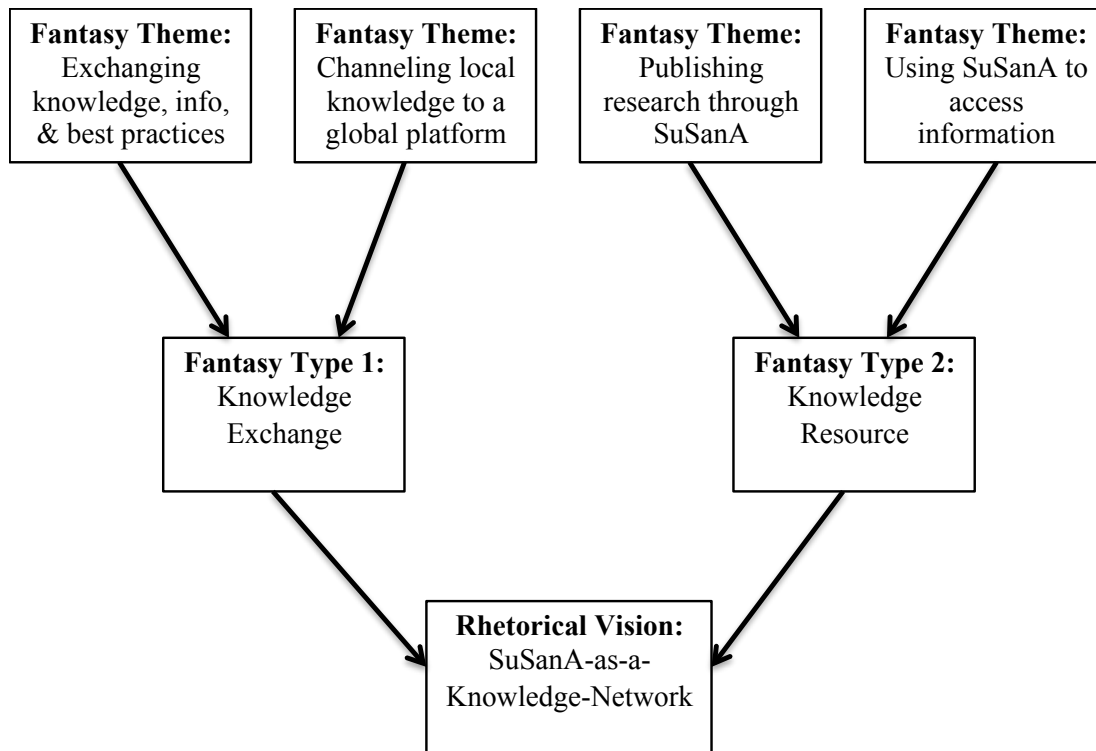 Fantasy Theme:
Exchanging
knowledge, info,
& best practices
Fantasy Theme:
Channeling local
knowledge to a
global platform
Fantasy Theme:
Publishing
research through
SuSanA
Fantasy Theme:
Using SuSanA to
access
information
Fantasy Type 1:
Knowledge
Exchange
Fantasy Type 2:
Knowledge
Resource
Rhetorical Vision:
SuSanA-as-a-
Knowledge-Network